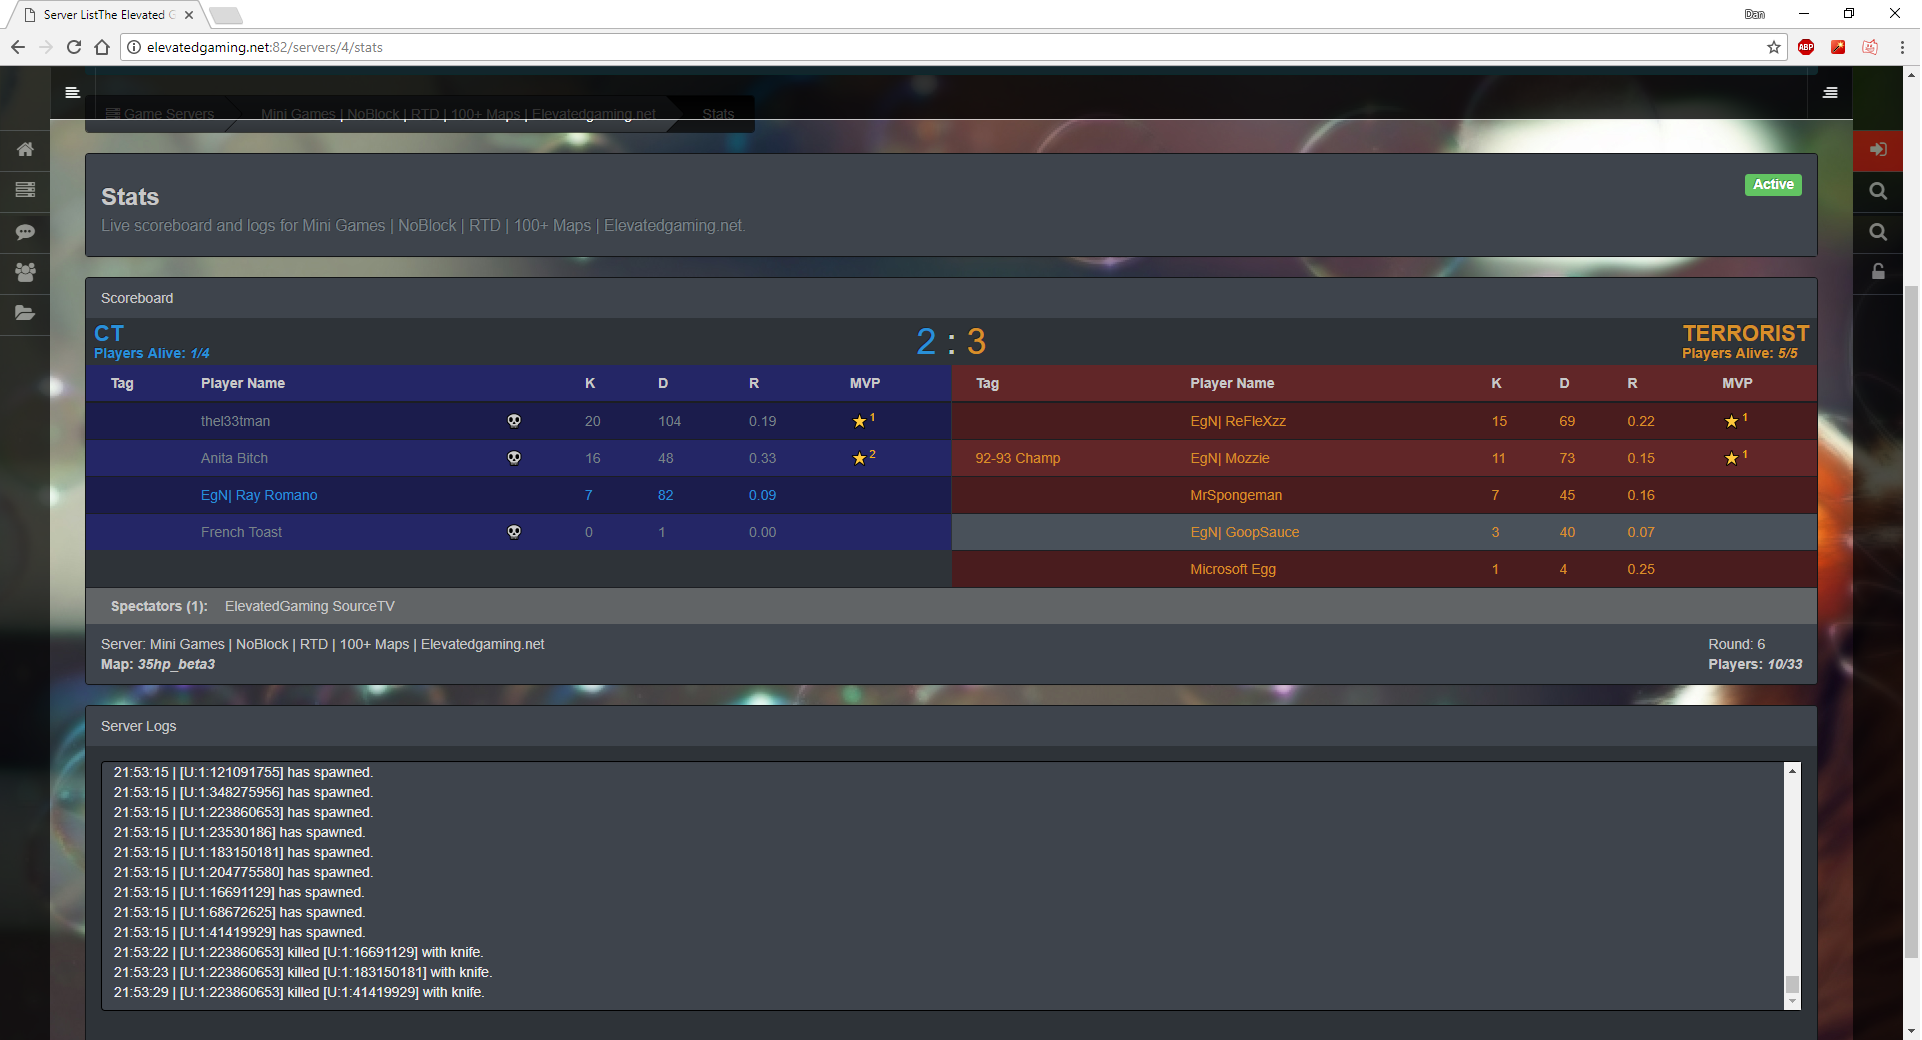 Server ListThe Elevated G
Dan
elevatedgaming.net:82/servers/4/stats
ABP
Game Servers
Mini Games | NoBlock | RTD | 100+ Maps | Elevatedgaming.net
Stats
Stats
Active
Live scoreboard and logs for Mini Games | NoBlock | RTD | 100+ Maps | Elevatedgaming.net.
Scoreboard
CT
2 : 3
TERRORIST
Players Alive: 1/4
Players Alive: 5/5
Tag Player Name K D R MVP
Tag Player Name K D R MVP
thel33tman 20 104 0.19 1
EgN| ReFleXzz 15 69 0.22 1
Anita Bitch 16 48 0.33 2
92-93 Champ EgN| Mozzie 11 73 0.15 1
EgN| Ray Romano 7 82 0.09
MrSpongeman 7 45 0.16
French Toast 0 1 0.00
EgN| GoopSauce 3 40 0.07
Microsoft Egg 1 4 0.25
Spectators (1): ElevatedGaming SourceTV
Server: Mini Games | NoBlock | RTD | 100+ Maps | Elevatedgaming.net
Round: 6
Map: 35hp_beta3
Players: 10/33
Server Logs
21:53:15 | [U:1:121091755] has spawned.
21:53:15 | [U:1:348275956] has spawned.
21:53:15 | [U:1:223860653] has spawned.
21:53:15 | [U:1:23530186] has spawned.
21:53:15 | [U:1:183150181] has spawned.
21:53:15 | [U:1:204775580] has spawned.
21:53:15 | [U:1:16691129] has spawned.
21:53:15 | [U:1:68672625] has spawned.
21:53:15 | [U:1:41419929] has spawned.
21:53:22 | [U:1:223860653] killed [U:1:16691129] with knife.
21:53:23 | [U:1:223860653] killed [U:1:183150181] with knife.
21:53:29 | [U:1:223860653] killed [U:1:41419929] with knife.